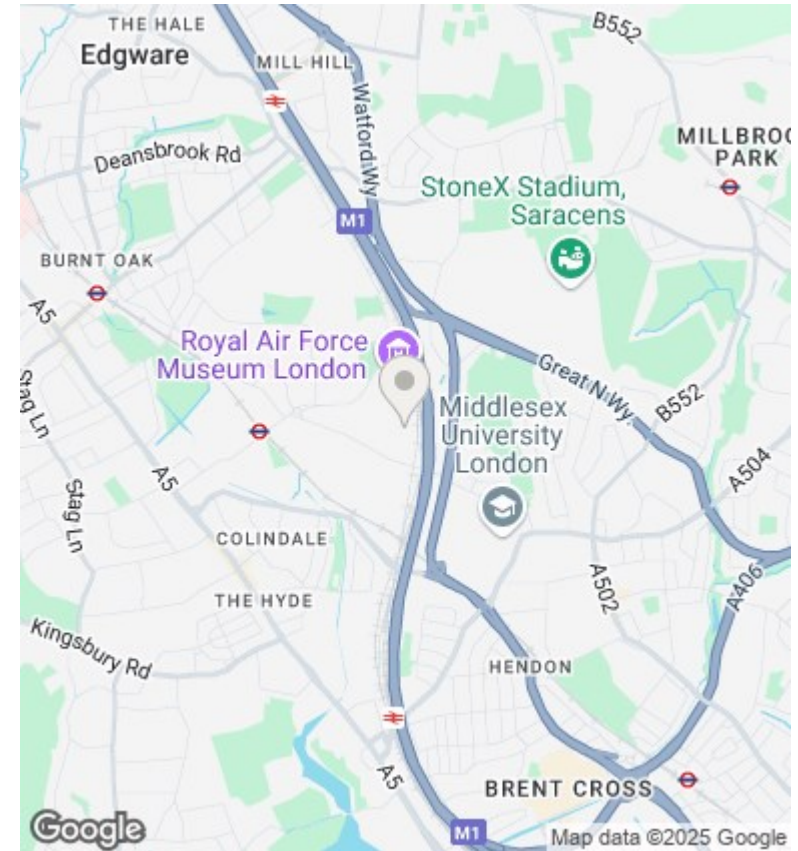 THE HALE
Edgware
MILL HILL
B552
Watford Wy
MILLBROO
PARK
Deansbrook Rd
StoneX Stadium,
Saracens
M1
BURNT OAK
A5
Royal Air Force
Museum London
Great N Wy.
B552
Stag Ln
Middlesex
University
London
A504
A5
Stag Ln
COLINDALE
A502
A406
THE HYDE
Kingsbury Rd
HENDON
A5
BRENT CROSS
Google
M1
Map data ©2025 Google